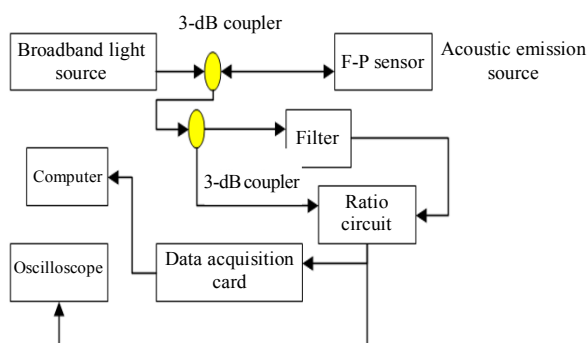 3-dB coupler
Broadband light
source
F-P sensor
Acoustic emission
source
Filter
Computer
3-dB coupler
Ratio
circuit
Oscilloscope
Data acquisition
card